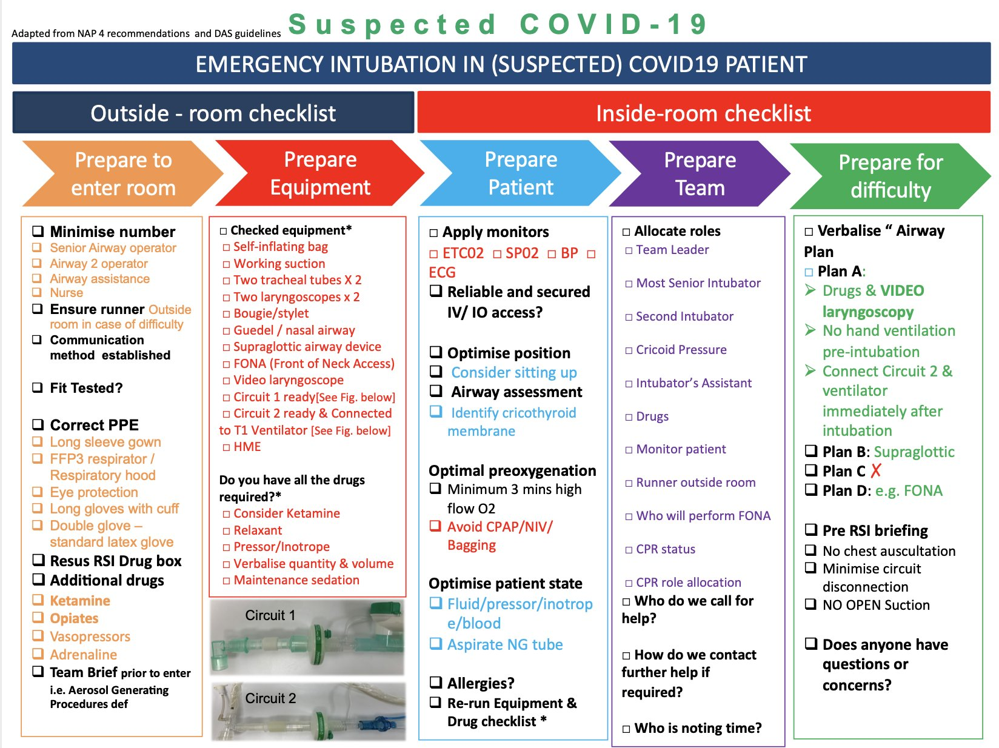 Adapted from NAP 4 recommendations and DAS guidelines
Suspected COVID-19
EMERGENCY INTUBATION IN (SUSPECTED) COVID19 PATIENT
Outside - room checklist
Inside-room checklist
Prepare to
enter room
Prepare
Equipment
Prepare
Patient
Prepare
Team
Prepare for
difficulty
❑ Minimise number
❑ Senior Airway operator
❑ Airway 2 operator
❑ Airway assistance
❑ Nurse
❑ Ensure runner Outside
room in case of difficulty
❑ Communication
method established
❑ Fit Tested?
❑ Correct PPE
❑ Long sleeve gown
❑ FFP3 respirator /
Respiratory hood
❑ Eye protection
❑ Long gloves with cuff
❑ Double glove –
standard latex glove
❑ Resus RSI Drug box
❑ Additional drugs
❑ Ketamine
❑ Opiates
❑ Vasopressors
❑ Adrenaline
❑ Team Brief prior to enter
i.e. Aerosol Generating
Procedures def
□ Checked equipment*
□ Self-inflating bag
□ Working suction
□ Two tracheal tubes X 2
□ Two laryngoscopes x 2
□ Bougie/stylet
□ Guedel / nasal airway
□ Supraglottic airway device
□ FONA (Front of Neck Access)
□ Video laryngoscope
□ Circuit 1 ready[See Fig. below]
□ Circuit 2 ready & Connected
to T1 Ventilator [See Fig. below]
□ HME
Do you have all the drugs
required?*
□ Consider Ketamine
□ Relaxant
□ Pressor/Inotrope
□ Verbalise quantity & volume
□ Maintenance sedation
Circuit 1
Circuit 2
□ Apply monitors
□ ETC02 □ SP02 □ BP □
ECG
❑ Reliable and secured
IV/ IO access?
❑ Optimise position
❑ Consider sitting up
❑ Airway assessment
❑ Identify cricothyroid
membrane
Optimal preoxygenation
❑ Minimum 3 mins high
flow O2
❑ Avoid CPAP/NIV/
Bagging
Optimise patient state
❑ Fluid/pressor/inotrop
e/blood
❑ Aspirate NG tube
❑ Allergies?
❑ Re-run Equipment &
Drug checklist *
□ Allocate roles
□ Team Leader
□ Most Senior Intubator
□ Second Intubator
□ Cricoid Pressure
□ Intubator’s Assistant
□ Drugs
□ Monitor patient
□ Runner outside room
□ Who will perform FONA
□ CPR status
□ CPR role allocation
□ Who do we call for
help?
□ How do we contact
further help if
required?
□ Who is noting time?
□ Verbalise “ Airway
Plan
□ Plan A:
➢ Drugs & VIDEO
laryngoscopy
➢ No hand ventilation
pre-intubation
➢ Connect Circuit 2 &
ventilator
immediately after
intubation
❑ Plan B: Supraglottic
❑ Plan C ✗
❑ Plan D: e.g. FONA
❑ Pre RSI briefing
❑ No chest auscultation
❑ Minimise circuit
disconnection
❑ NO OPEN Suction
❑ Does anyone have
questions or
concerns?